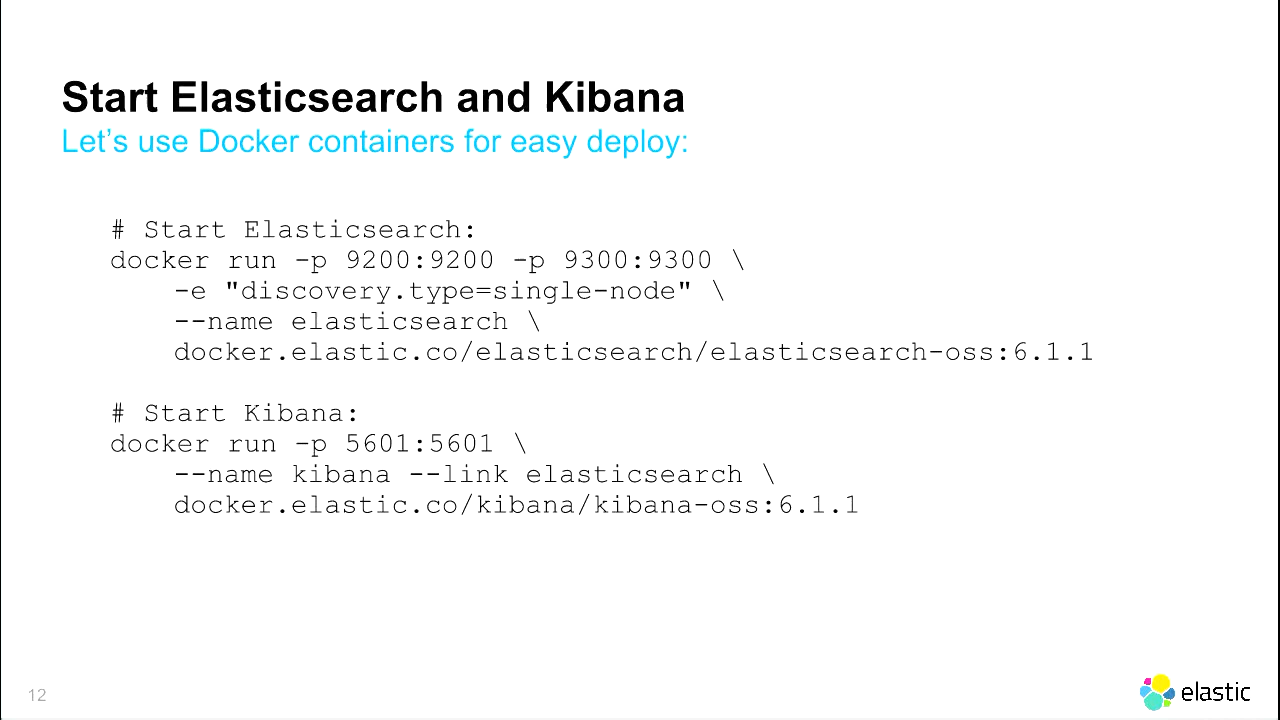 Start Elasticsearch and Kibana
Let's use Docker containers for easy deploy:
# Start Elasticsearch:
docker run -p 9200:9200 -p 9300:9300 \
-e "discovery.type=single-node" \
--name elasticsearch \
docker.elastic.co/elasticsearch/elasticsearch-oss:6.1.1
# Start Kibana:
docker run -p 5601:5601 \
--name kibana --link elasticsearch \
docker.elastic.co/kibana/kibana-oss:6.1.1
12
elastic